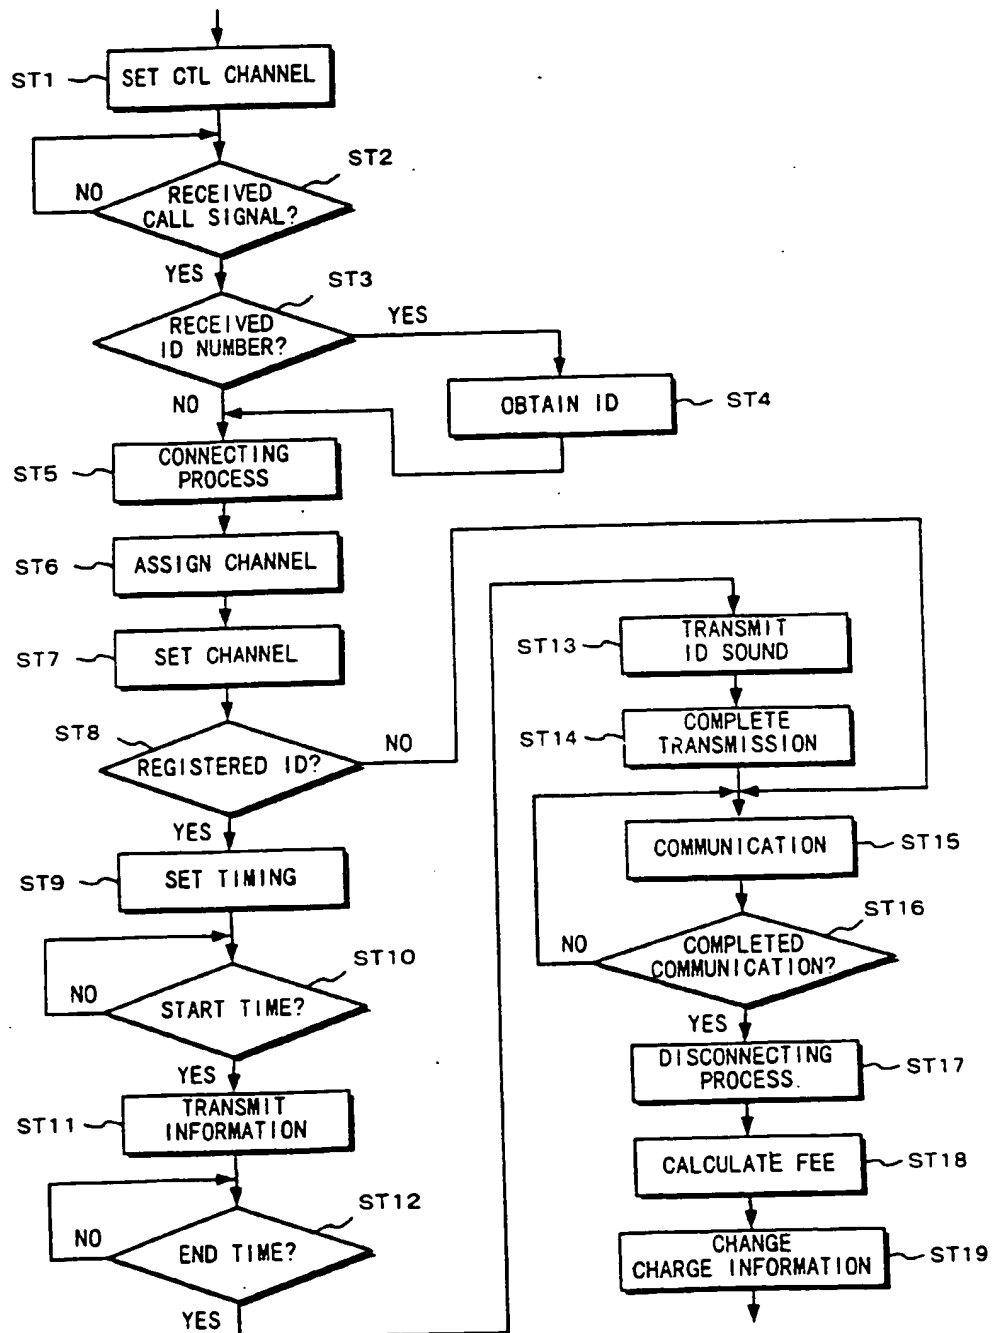 ST1
SET CTL CHANNEL
ST2
RECEIVED
CALL SIGNAL?
NO
YES
ST3
RECEIVED
ID NUMBER?
YES
NO
OBTAIN ID
ST4
ST5
CONNECTING
PROCESS
ST6
ASSIGN CHANNEL
ST7
SET CHANNEL
ST8
REGISTERED ID?
NO
YES
ST9
SET TIMING
ST10
START TIME?
NO
YES
ST11
TRANSMIT
INFORMATION
ST12
END TIME?
NO
YES
ST13
TRANSMIT
ID SOUND
ST14
COMPLETE
TRANSMISSION
COMMUNICATION
ST15
ST16
COMPLETED
COMMUNICATION?
NO
YES
DISCONNECTING
PROCESS
ST17
CALCULATE FEE
ST18
CHANGE
CHARGE INFORMATION
ST19